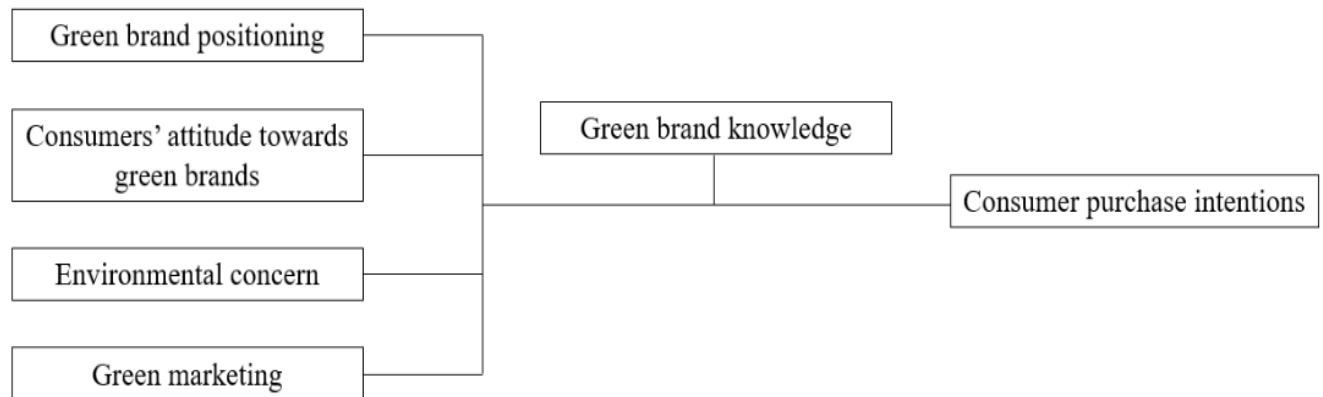 Green brand positioning
Consumers’ attitude towards
green brands
Environmental concern
Green marketing
Green brand knowledge
Consumer purchase intentions